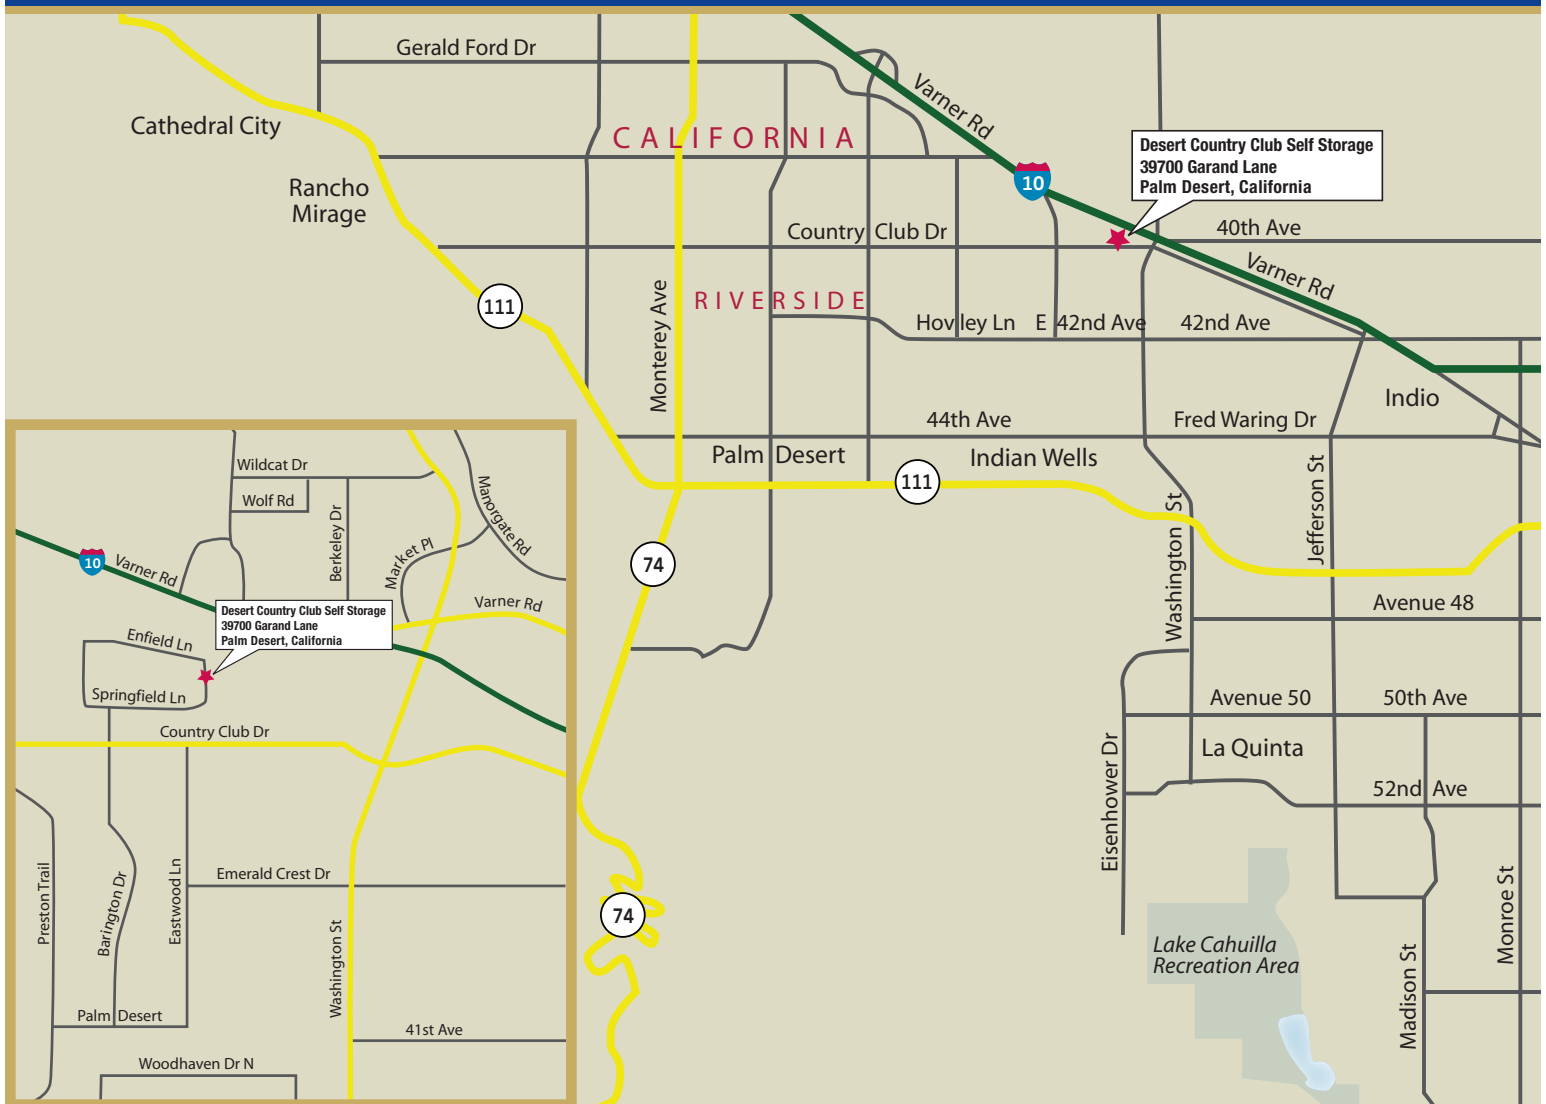 Gerald Ford Dr
Cathedral City
CALIFORNIA
Varner Rd
10
Desert Country Club Self Storage
39700 Garand Lane
Palm Desert, California
Rancho
Mirage
Country Club Dr
40th Ave
Varner Rd
111
Monterey Ave
RIVERSIDE
Hovley Ln E
42nd Ave
42nd Ave
Indio
44th Ave
Fred Waring Dr
Palm Desert
Indian Wells
111
Jefferson St
Washington St
74
Avenue 48
Avenue 50
50th Ave
La Quinta
Eisenhower Dr
52nd Ave
74
Lake Cahuilla
Recreation Area
Madison St
Monroe St
Wildcat Dr
Wolf Rd
Berkeley Dr
Manorgate Rd
Market Pl
10
Varner Rd
Varner Rd
Desert Country Club Self Storage
39700 Garand Lane
Palm Desert, California
Enfield Ln
Springfield Ln
Country Club Dr
Preston Trail
Barington Dr
Eastwood Ln
Emerald Crest Dr
Washington St
Palm Desert
41st Ave
Woodhaven Dr N